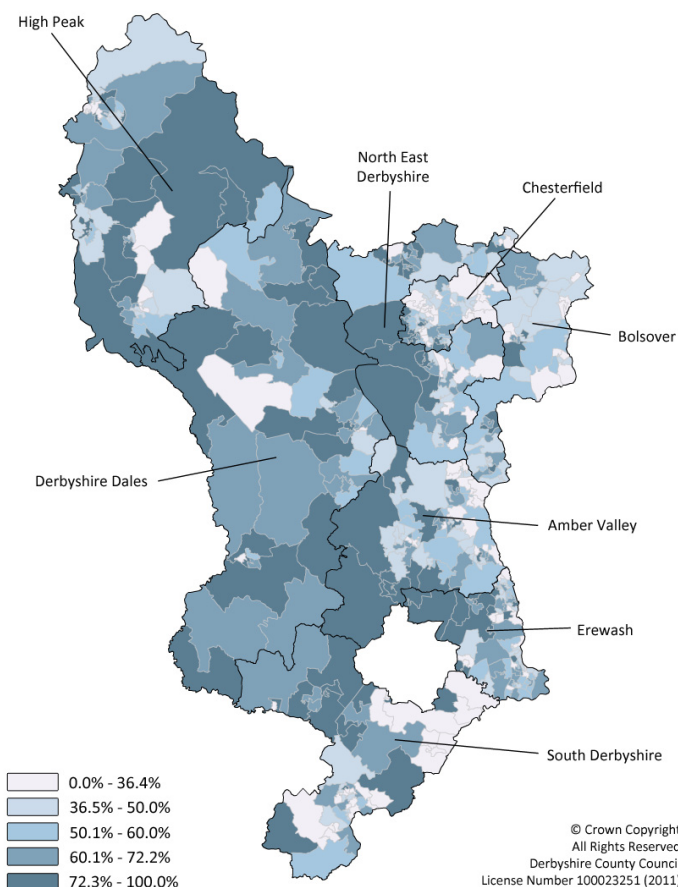 High Peak
North East
Derbyshire
Chesterfield
Bolsover
Derbyshire Dales
Amber Valley
Erewash
South Derbyshire
0.0% - 36.4%
36.5% - 50.0%
50.1% - 60.0%
60.1% - 72.2%
72.3% - 100.0%
© Crown Copyright
All Rights Reserved
Derbyshire County Council
License Number 100023251 (2011)